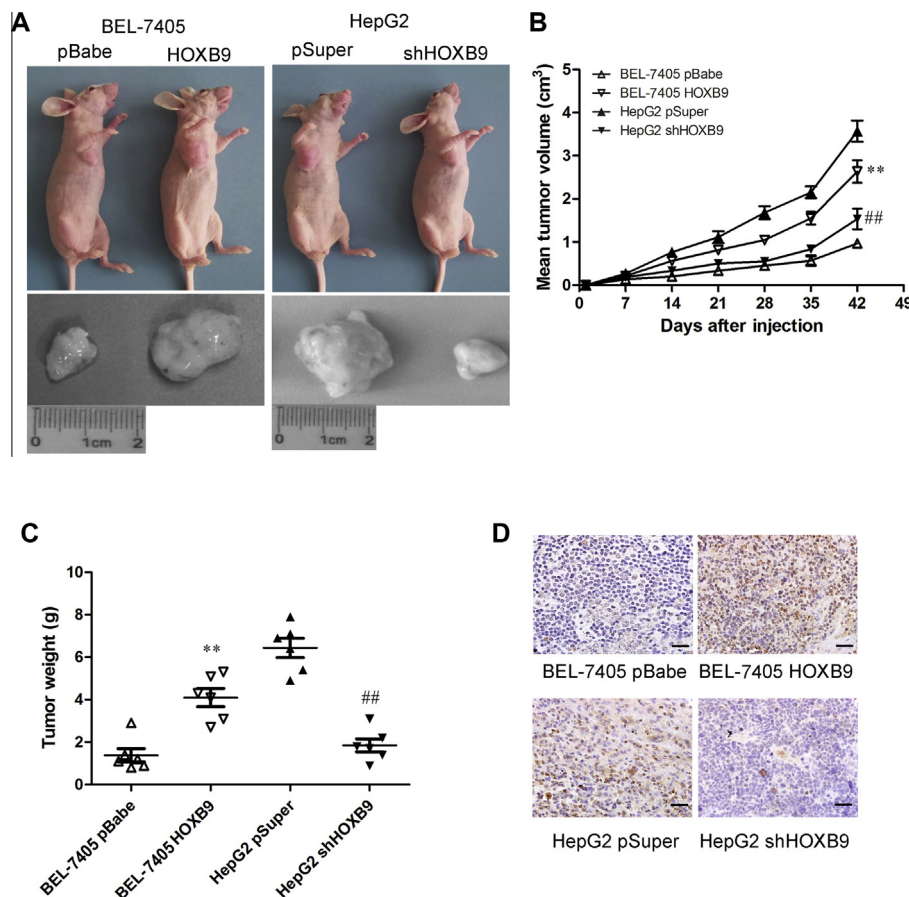 A
BEL-7405
pBabe HOXB9
HepG2
pSuper shHOXB9
0 1cm 2
0 1cm 2
B
Mean tumnor volume (cm3)
5
4
3
2
1
0
BEL-7405 pBabe
BEL-7405 HOXB9
HepG2 pSuper
HepG2 shHOXB9
**
##
0 7 14 21 28 35 42 49
Days after injection
C
Tumor weight (g)
10
8
6
4
2
0
**
##
BEL-7405 pBabe
BEL-7405 HOXB9
HepG2 pSuper
HepG2 shHOXB9
D
BEL-7405 pBabe BEL-7405 HOXB9
HepG2 pSuper HepG2 shHOXB9